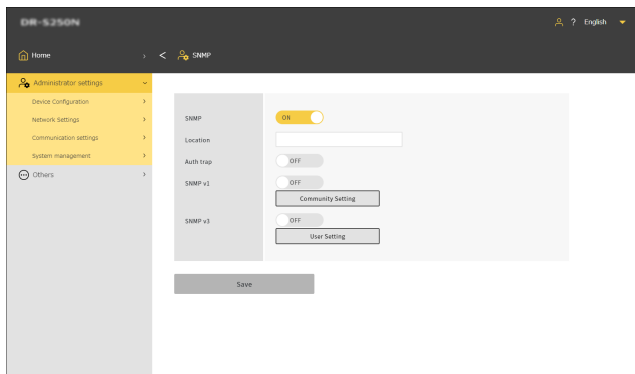 DR-S250N
? English
Home
SNMP
Administrator settings
Device Configuration
Network Settings
Communication settings
System management
Others
SNMP ON
Location
Auth trap OFF
SNMP v1 OFF
Community Setting
SNMP v3 OFF
User Setting
Save